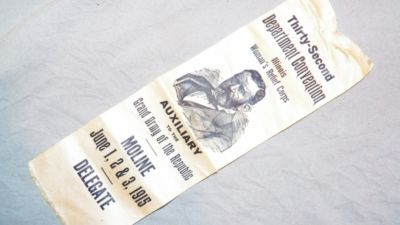 Thirty-Second
Department Convention
Illinois
Woman's Relief Corps
AUXILIARY
TO THE
Grand Army of the Republic
MOLINE
June 1, 2 & 3, 1915
DELEGATE